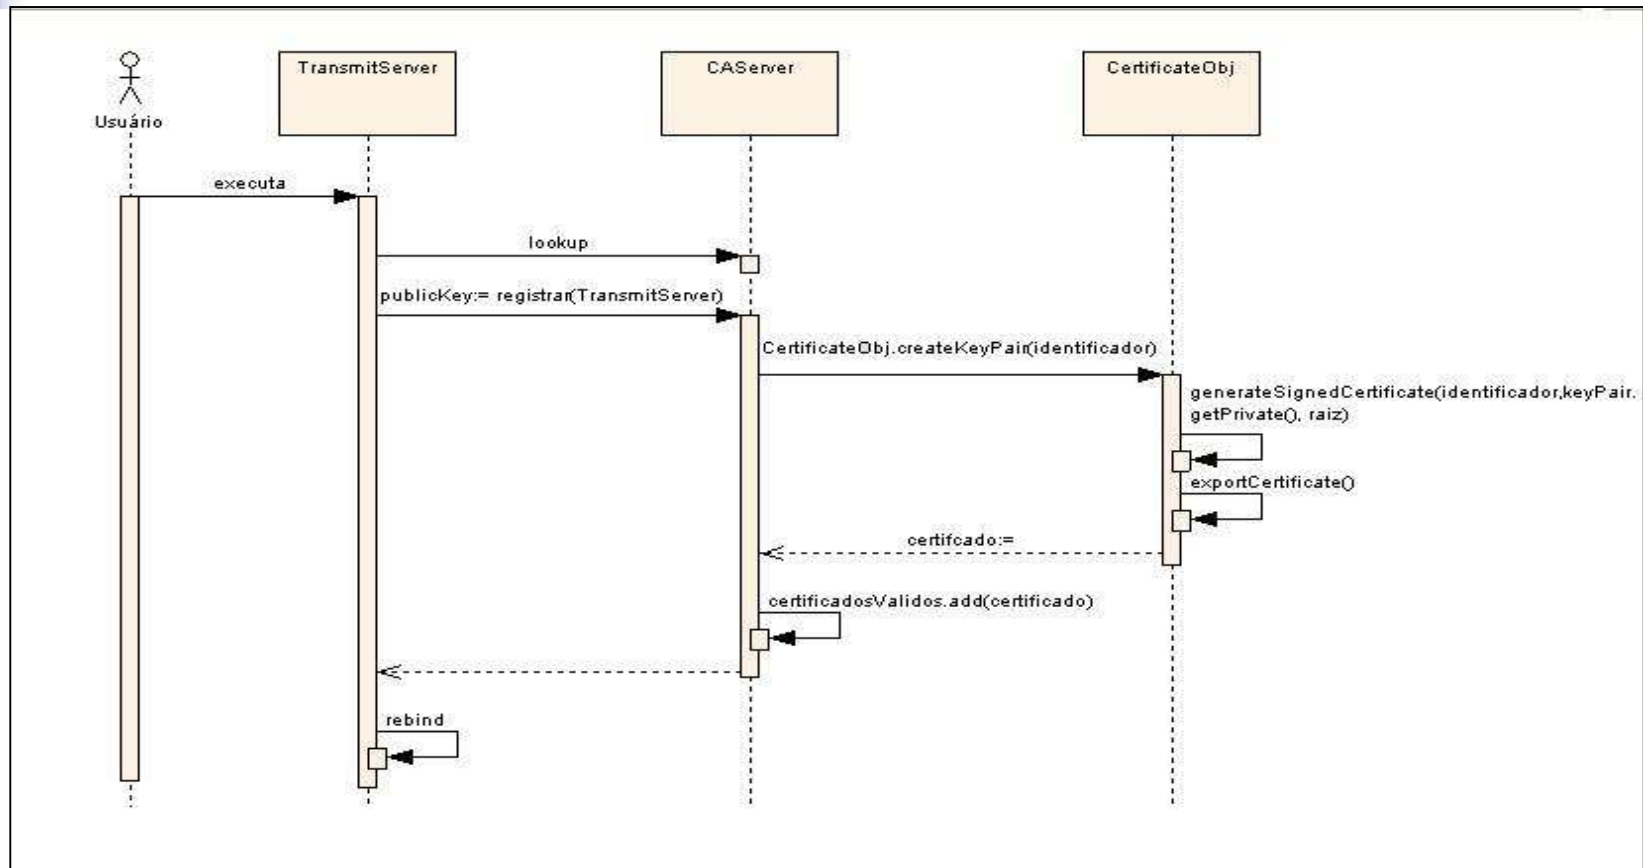 TransmitServer
CAServer
CertificateObj
Usuário
executa
lookup
publicKey:= registrar(TransmitServer)
CertificateObj.createKeyPair(identificador)
generateSignedCertificate(identificador,keyPair.
getPrivate(), raiz)
exportCertificate()
certifcado:=
certificadosValidos.add(certificado)
rebind